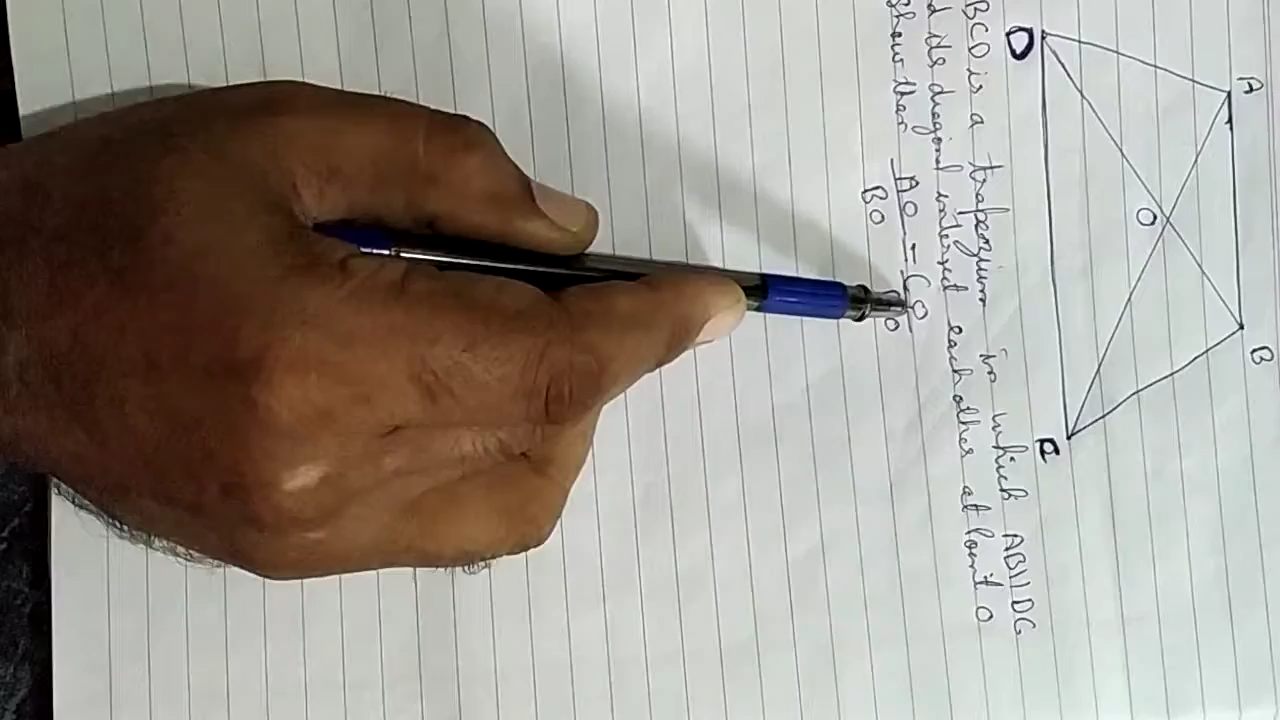 A
B
O
D
C
BCD is a trapezium in which AB||DC
d its diagonal intersect each other at Point O
show that AO = CO
BO DO